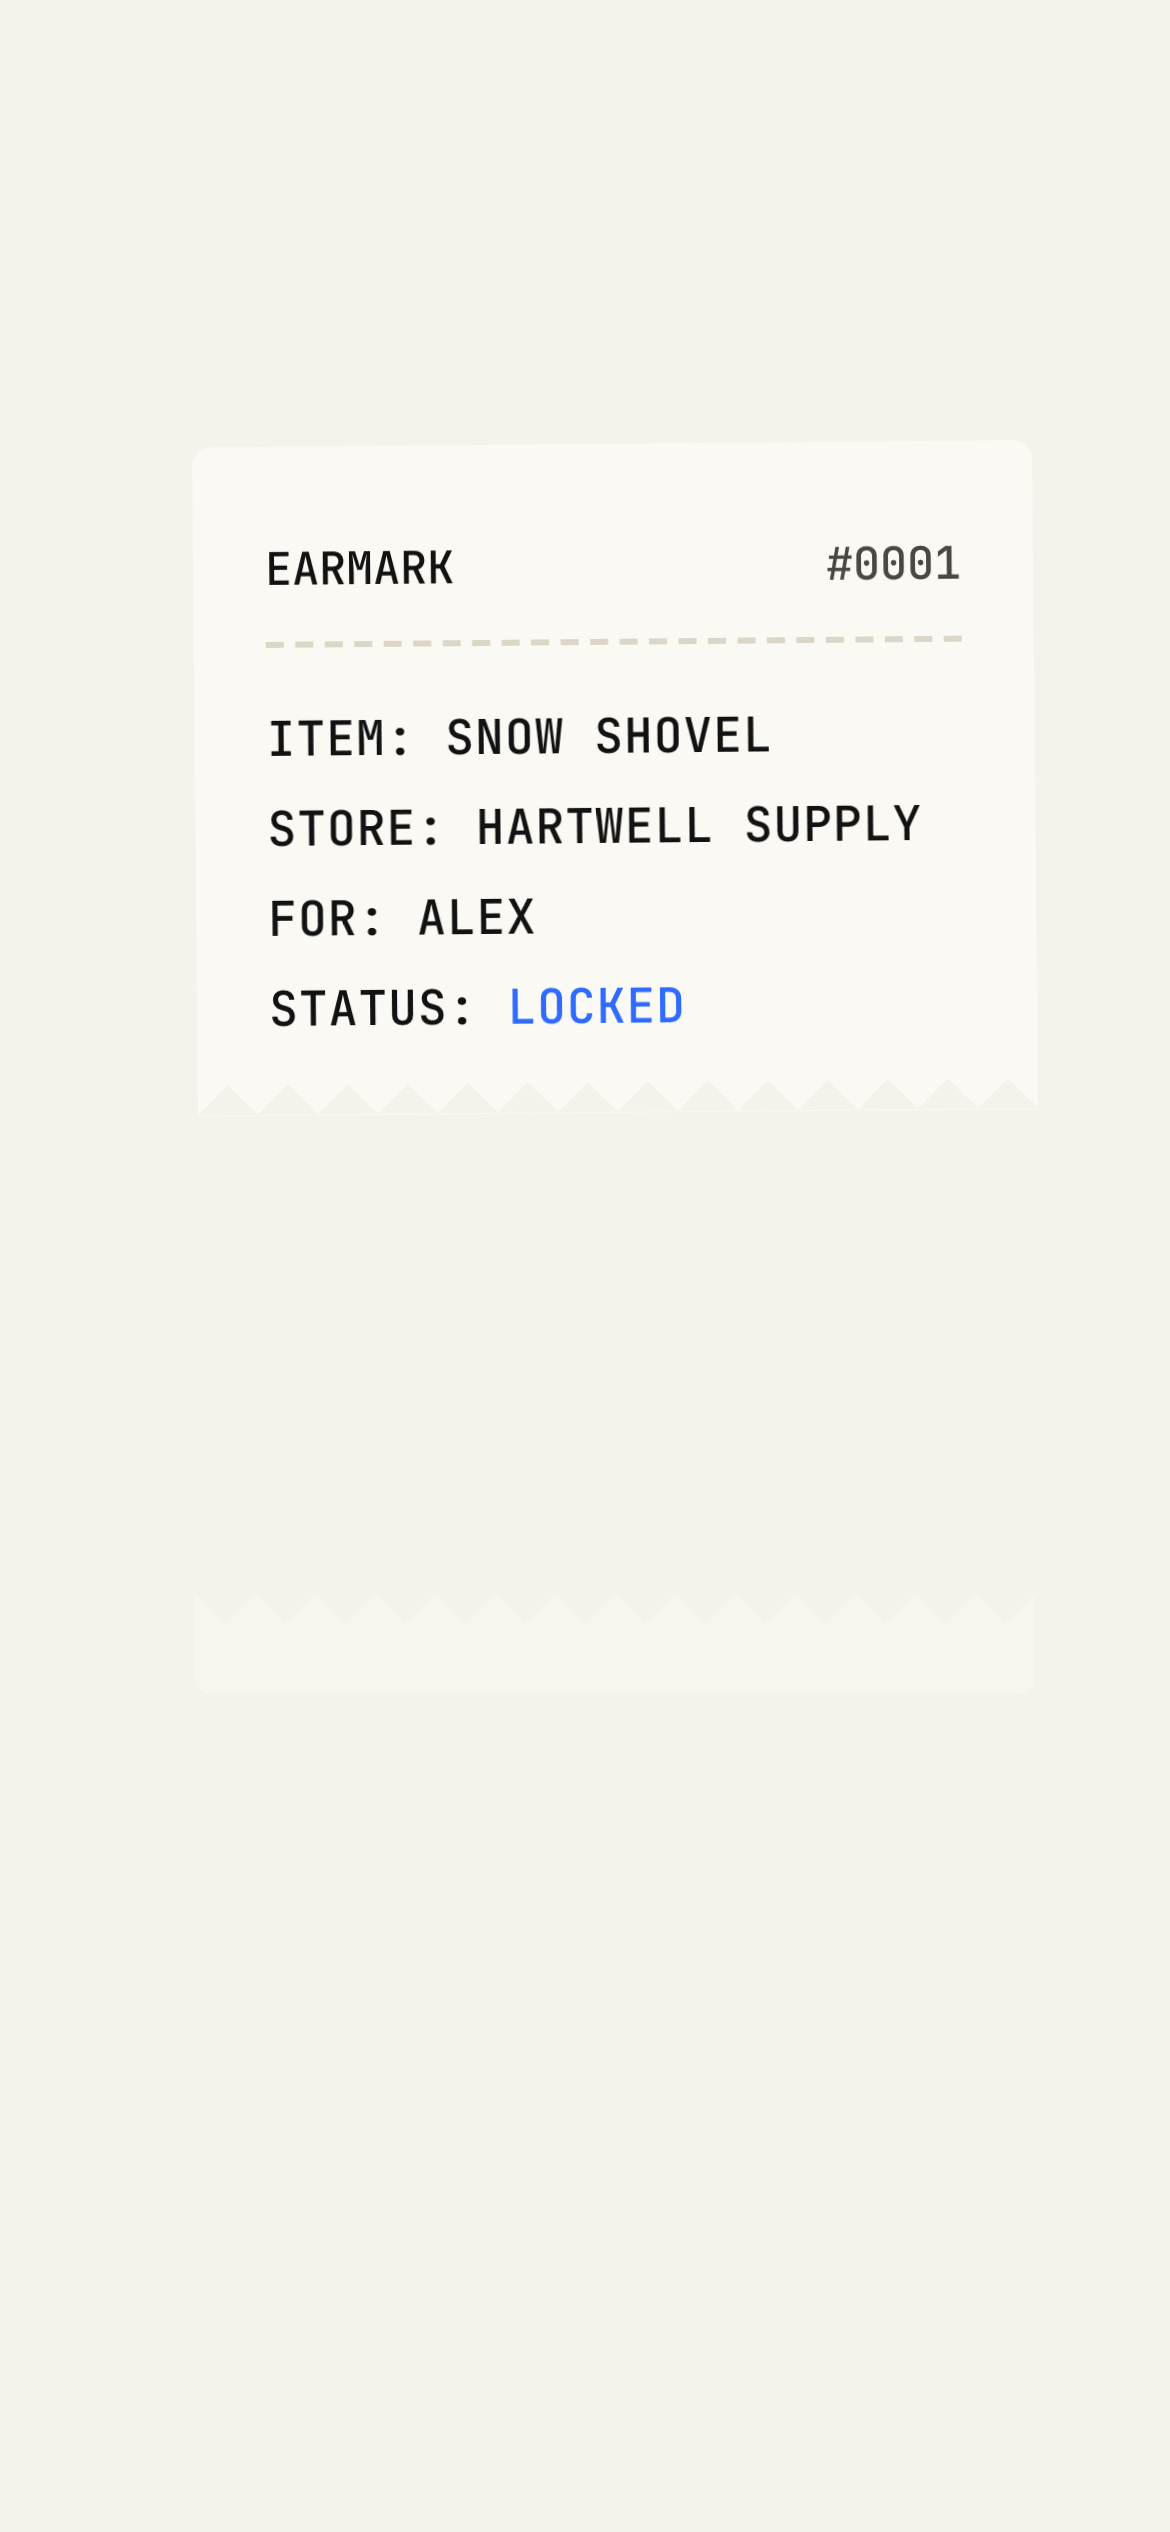 EARMARK #0001
ITEM: SNOW SHOVEL
STORE: HARTWELL SUPPLY
FOR: ALEX
STATUS: LOCKED